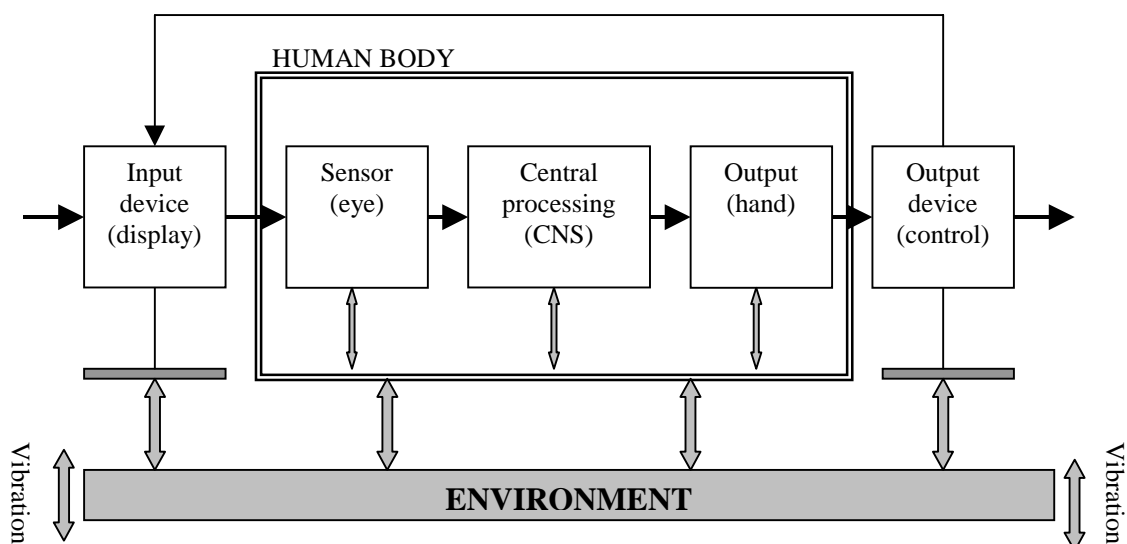 HUMAN BODY
Input
device
(display)
Sensor
(eye)
Central
processing
(CNS)
Output
(hand)
Output
device
(control)
Vibration
ENVIRONMENT
Vibration